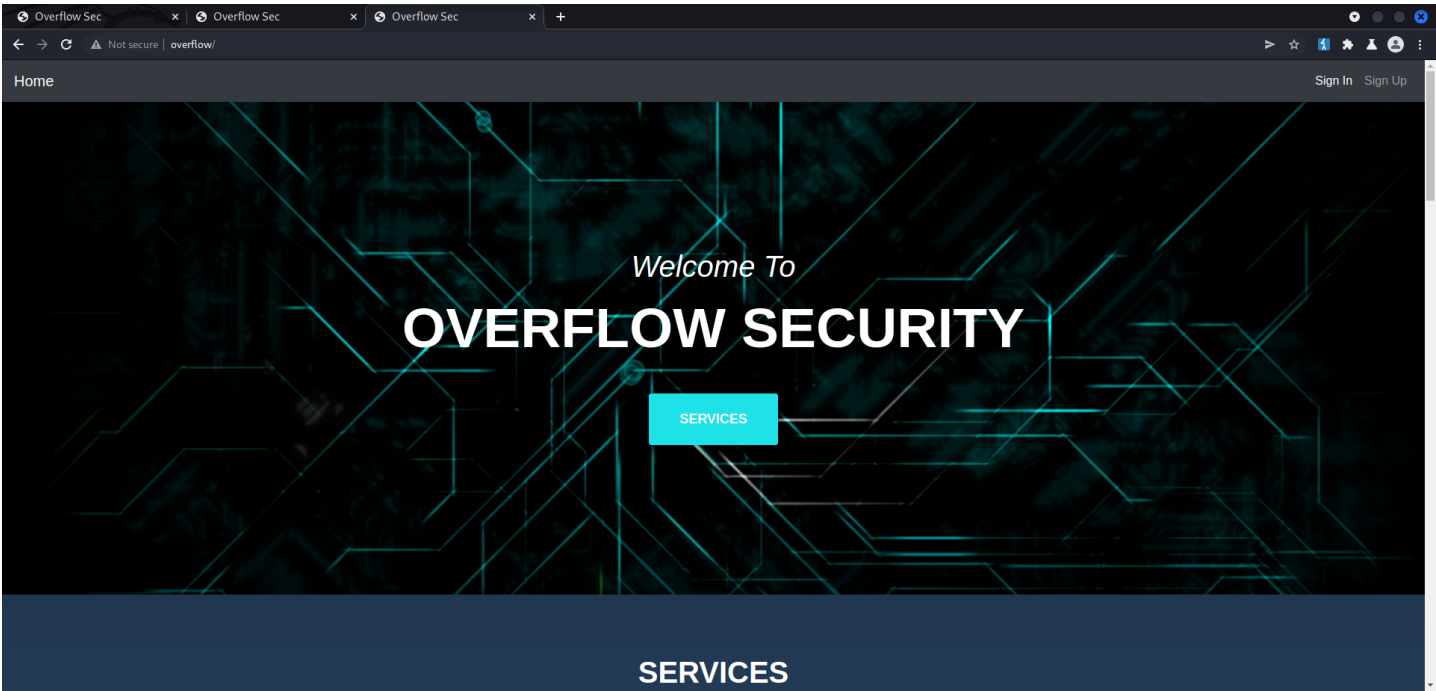 Overflow Sec Overflow Sec Overflow Sec
Not secure overflow/
Home Sign In Sign Up
Welcome To
OVERFLOW SECURITY
SERVICES
SERVICES